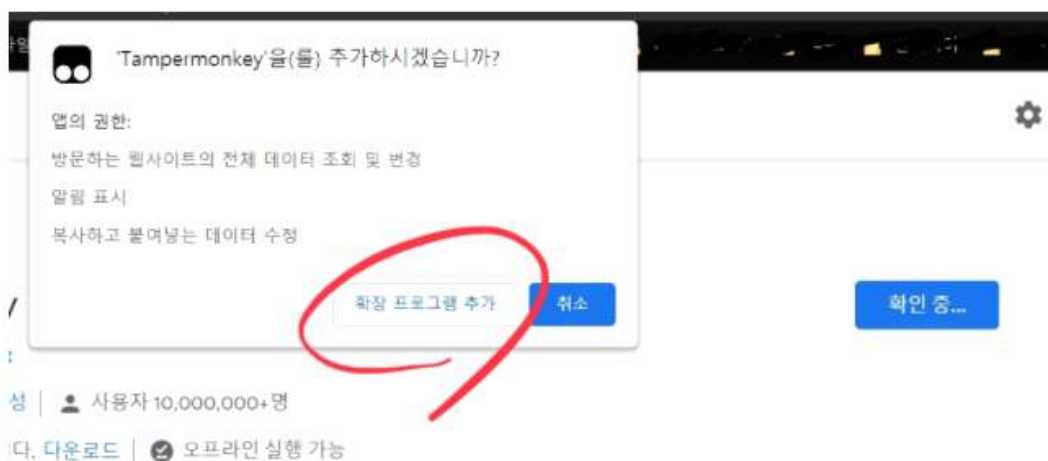 'Tampermonkey'을(를) 추가하시겠습니까?
앱의 권한:
방문하는 웹사이트의 전체 데이터 조회 및 변경
알림 표시
복사하고 붙여넣는 데이터 수정
확장 프로그램 추가
취소
확인 중...
성 | 사용자 10,000,000+명
다. 다운로드 | 오프라인 실행 가능